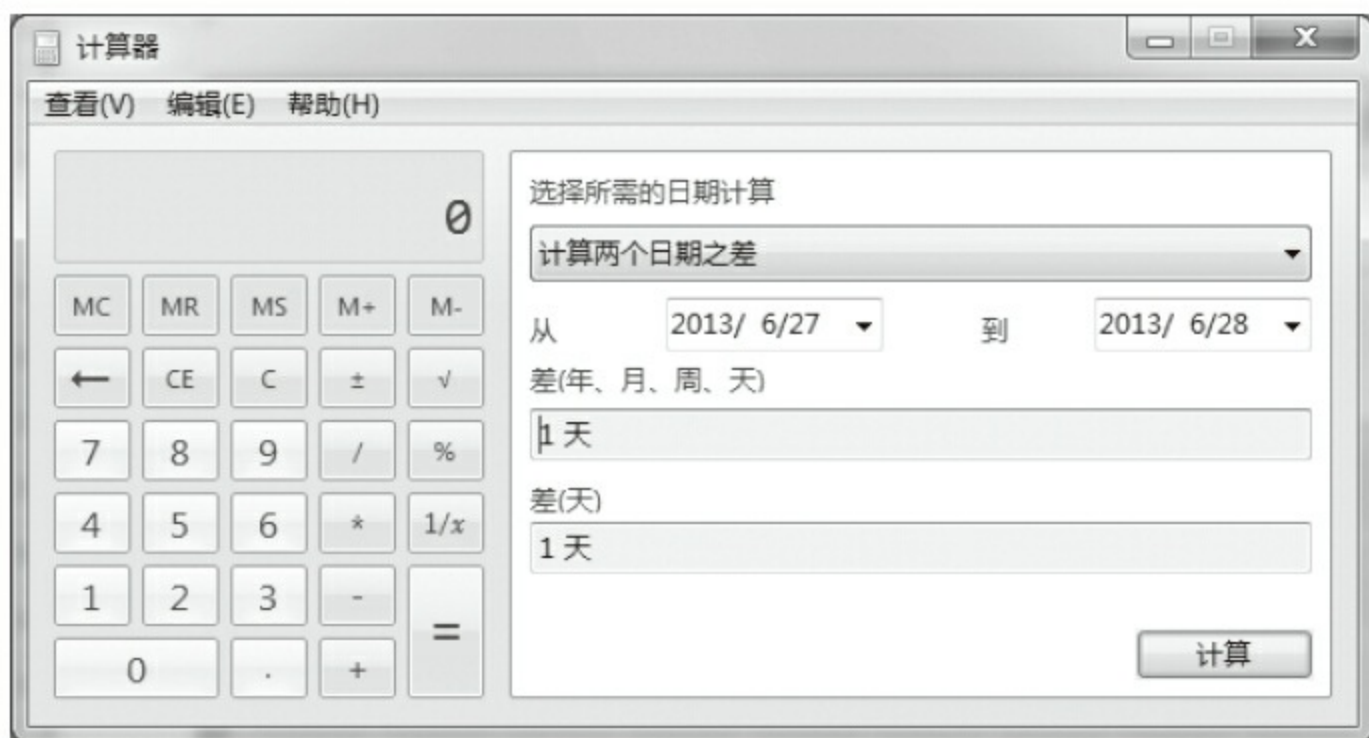 计算器
查看(V) 编辑(E) 帮助(H)
0
MC MR MS M+ M-
← CE C ± √
7 8 9 / %
4 5 6 * 1/x
1 2 3 - =
0 . +
选择所需的日期计算
计算两个日期之差
从 2013/ 6/27 到 2013/ 6/28
差(年、月、周、天)
1 天
差(天)
1 天
计算